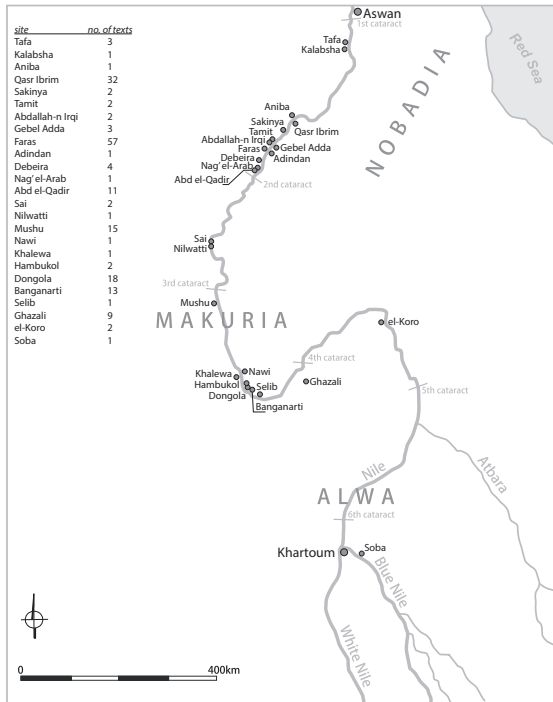 site no. of texts
Tafa 3
Kalabsha 1
Aniba 1
Qasr Ibrim 32
Sakinya 2
Tamit 2
Abdallah-n Irqi 2
Gebel Adda 3
Faras 57
Adindan 1
Debeira 4
Nag’ el-Arab 1
Abd el-Qadir 11
Sai 2
Nilwatti 1
Mushu 15
Nawi 1
Khalewa 1
Hambukol 2
Dongola 18
Banganarti 13
Selib 1
Ghazali 9
el-Koro 2
Soba 1
Aswan
1st cataract
Tafa
Kalabsha
Red Sea
NOBADIA
Aniba
Sakinya
Qasr Ibrim
Tamit
Abdallah-n Irqi
Gebel Adda
Faras
Adindan
Debeira
Nag’ el-Arab
Abd el-Qadir
2nd cataract
Sai
Nilwatti
3rd cataract
Mushu
MAKURIA
el-Koro
4th cataract
Khalewa
Nawi
Hambukol
Selib
Ghazali
Dongola
Banganarti
5th cataract
Nile
Atbara
ALWA
6th cataract
Khartoum
Soba
Blue Nile
White Nile
0 400km